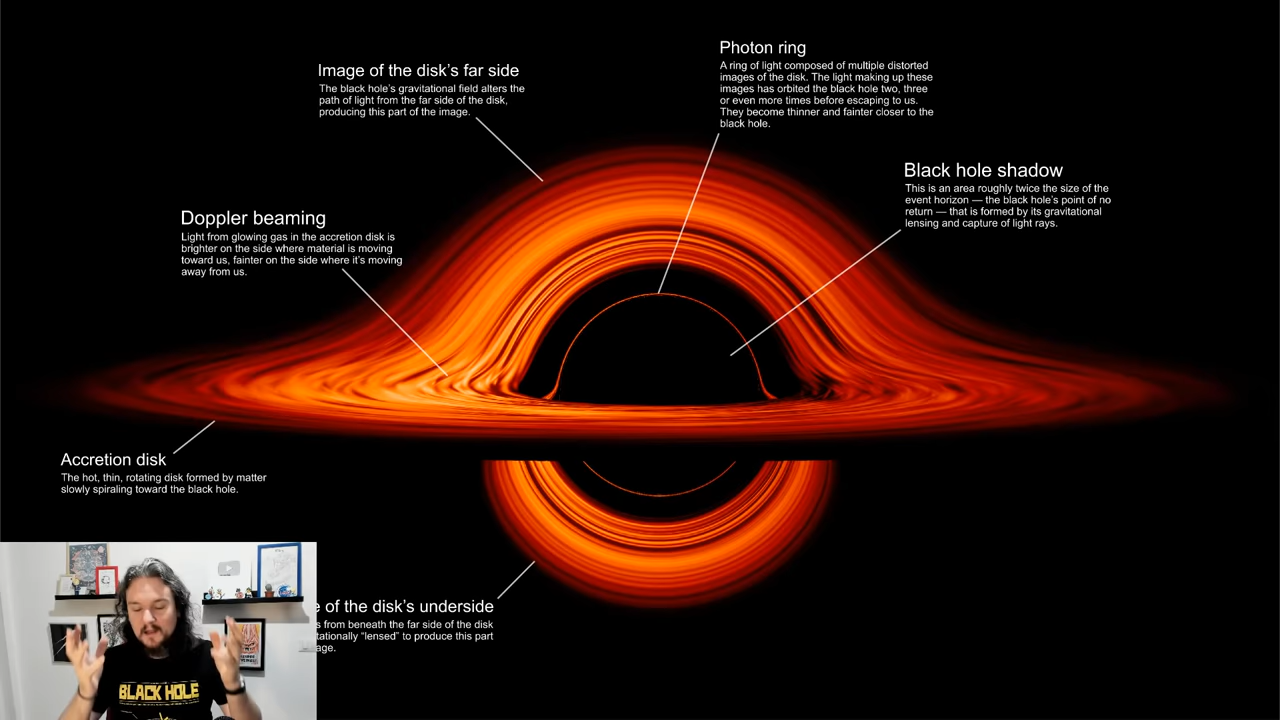 Photon ring
A ring of light composed of multiple distorted
images of the disk. The light making up these
images has orbited the black hole two, three
or even more times before escaping to us.
They become thinner and fainter closer to the
black hole.
Image of the disk's far side
The black hole's gravitational field alters the
path of light from the far side of the disk,
producing this part of the image.
Black hole shadow
This is an area roughly twice the size of the
event horizon — the black hole's point of no
return — that is formed by its gravitational
lensing and capture of light rays.
Doppler beaming
Light from glowing gas in the accretion disk is
brighter on the side where material is moving
toward us, fainter on the side where it's moving
away from us.
Accretion disk
The hot, thin, rotating disk formed by matter
slowly spiraling toward the black hole.
of the disk's underside
from beneath the far side of the disk
"lensed" to produce this part
BLACK HOLE